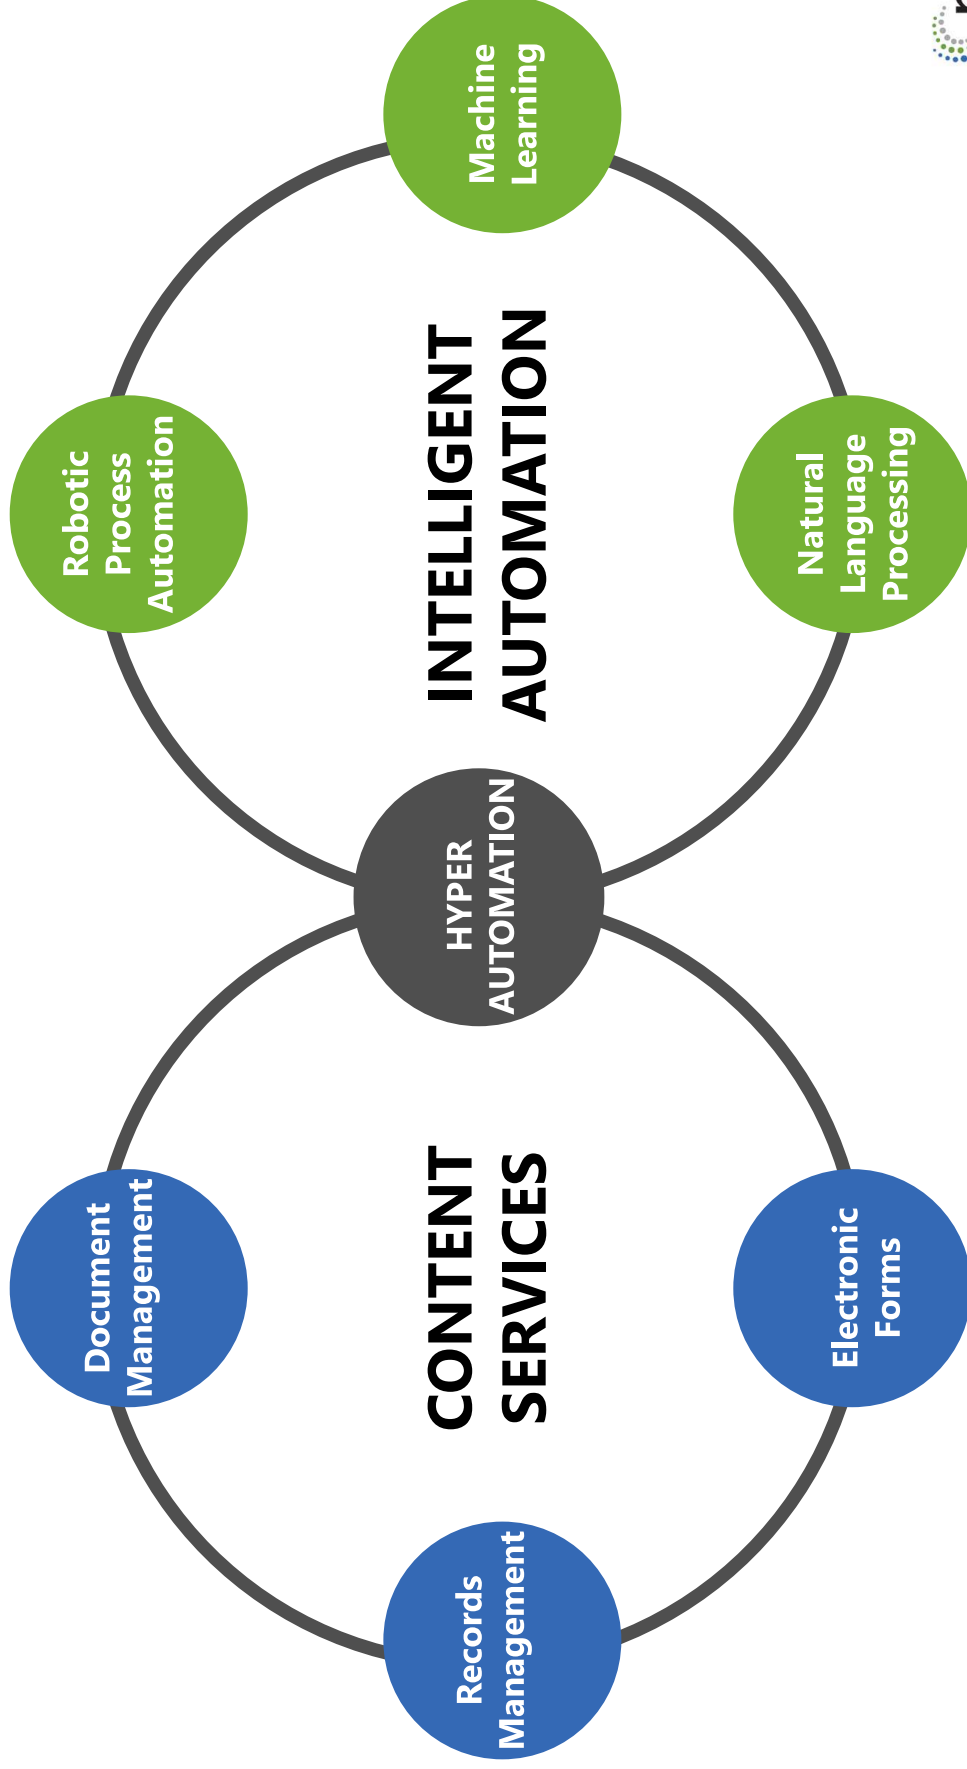 Document
Management
Robotic
Process
Automation
Records
Management
CONTENT
SERVICES
HYPER
AUTOMATION
INTELLIGENT
AUTOMATION
Machine
Learning
Electronic
Forms
Natural
Language
Processing